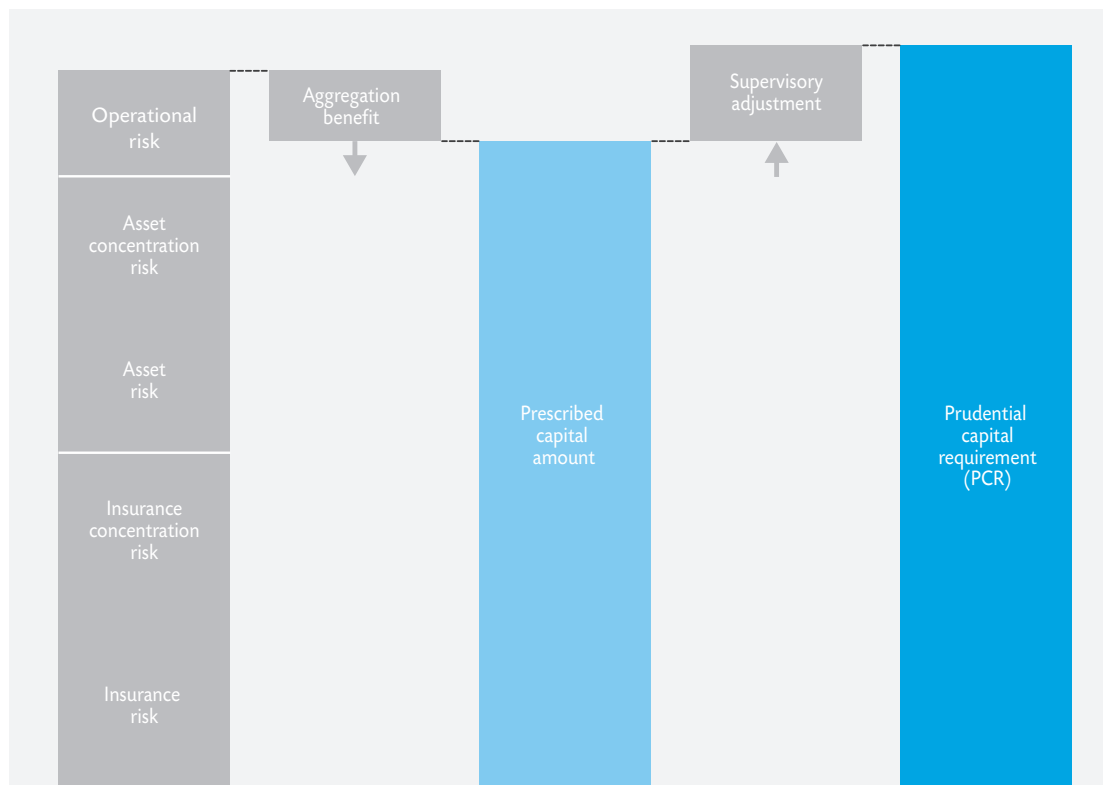 Operational
risk
Asset
concentration
risk
Asset
risk
Insurance
concentration
risk
Insurance
risk
Aggregation
benefit
Prescribed
capital
amount
Supervisory
adjustment
Prudential
capital
requirement
(PCR)